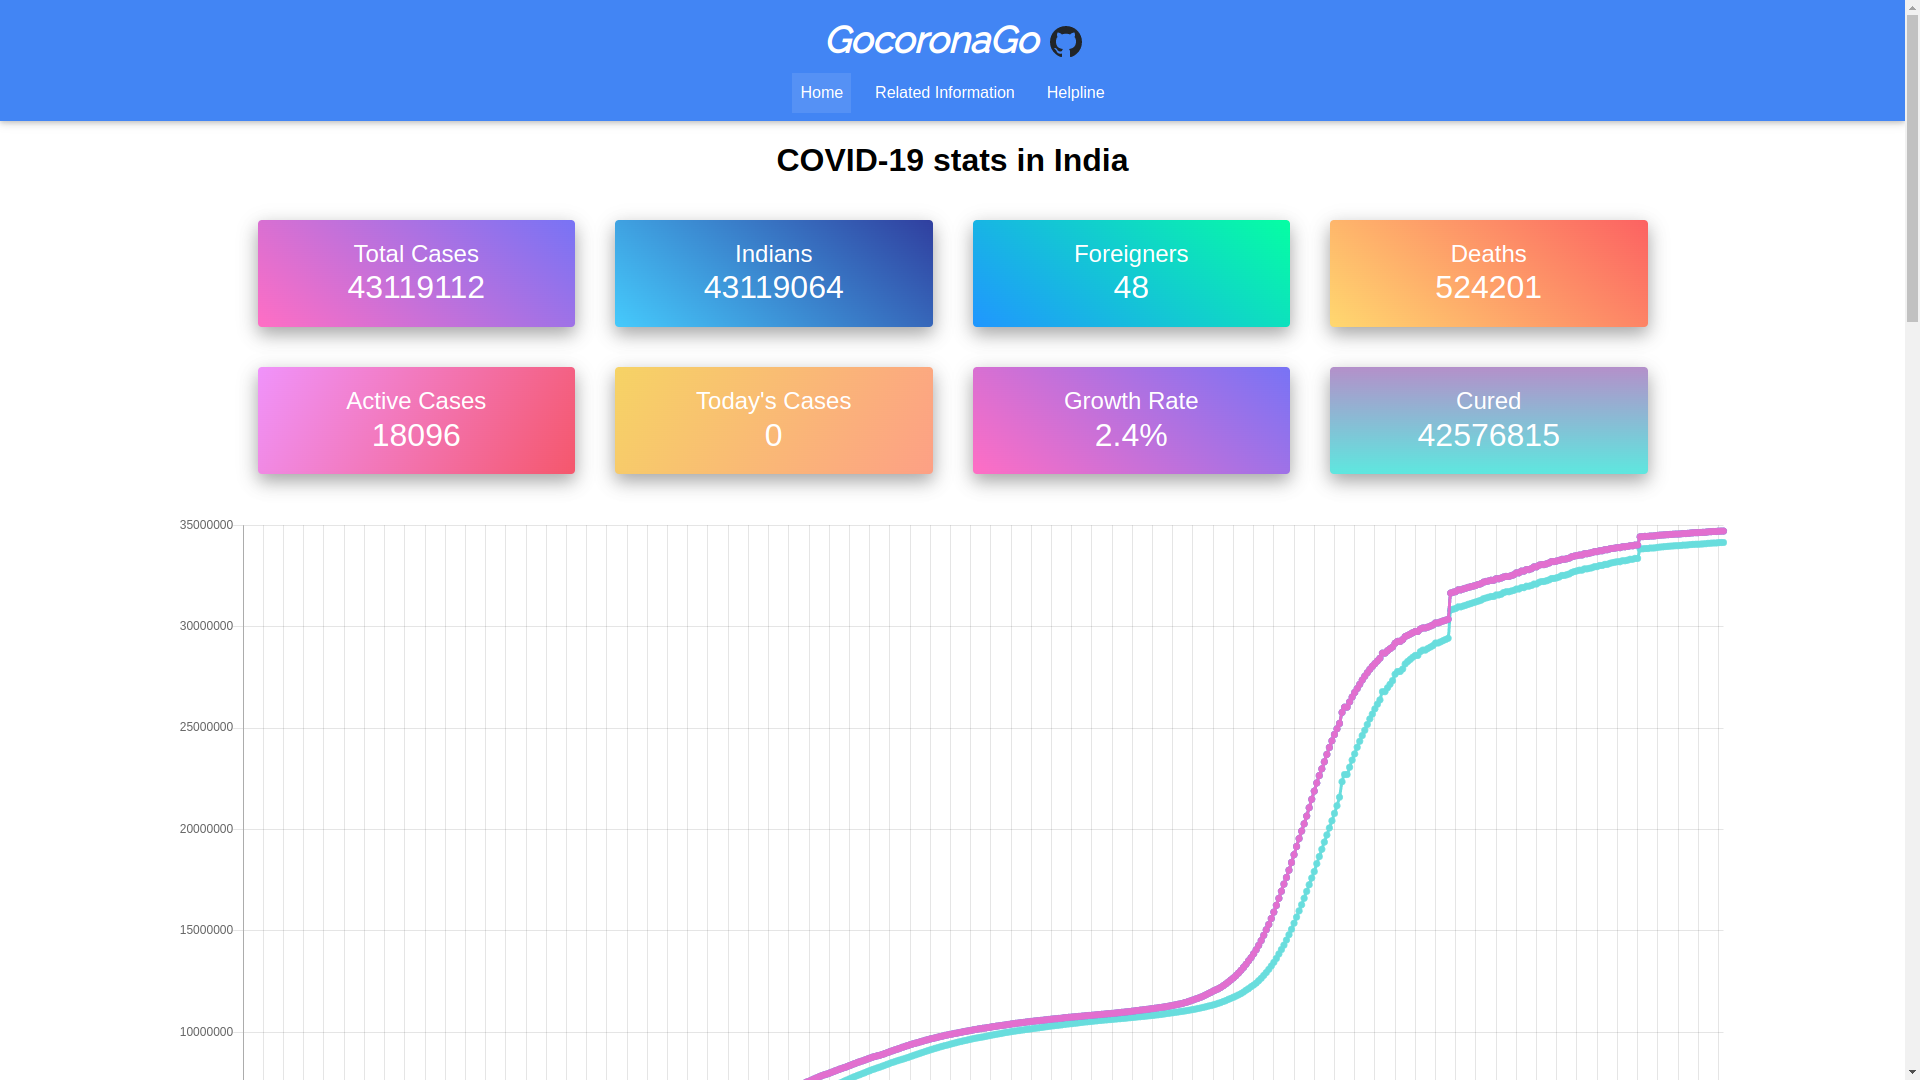 GocoronaGo
Home Related Information Helpline
COVID-19 stats in India
Total Cases
43119112
Indians
43119064
Foreigners
48
Deaths
524201
Active Cases
18096
Today's Cases
0
Growth Rate
2.4%
Cured
42576815
35000000
30000000
25000000
20000000
15000000
10000000